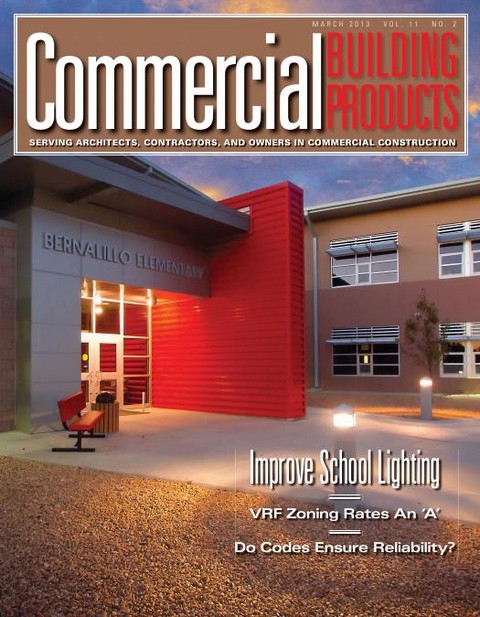 MARCH 2013 VOL. 11 NO. 2
Commercial BUILDING PRODUCTS
SERVING ARCHITECTS, CONTRACTORS, AND OWNERS IN COMMERCIAL CONSTRUCTION
BERNALILLO ELEMENTARY
Improve School Lighting
VRF Zoning Rates An 'A'
Do Codes Ensure Reliability?